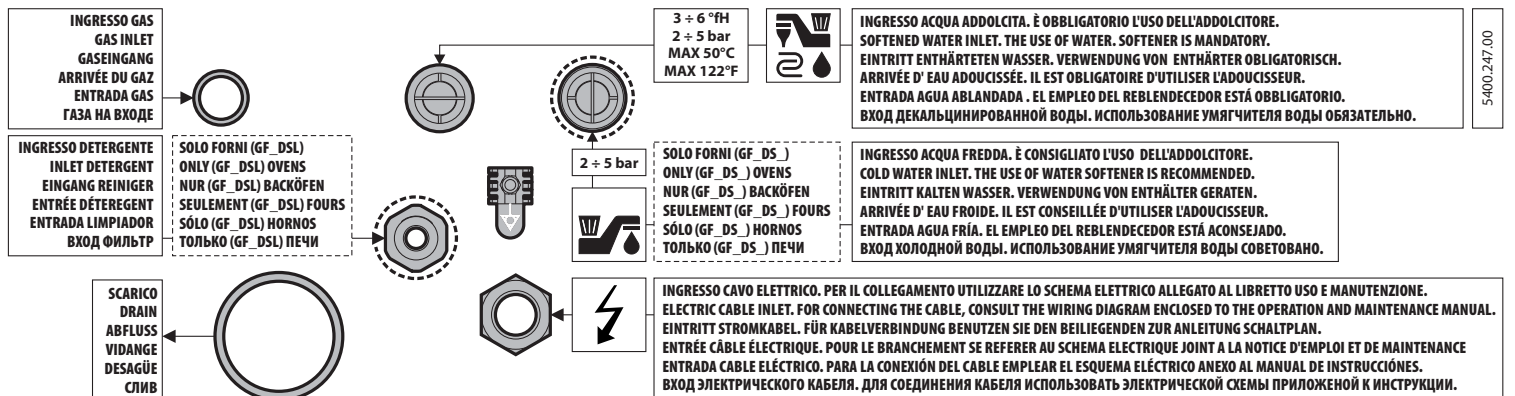 INGRESSO GAS
GAS INLET
GASEINGANG
ARRIVÉE DU GAZ
ENTRADA GAS
ГАЗА НА ВХОДЕ
3 ÷ 6 °fH
2 ÷ 5 bar
MAX 50°C
MAX 122°F
INGRESSO ACQUA ADDOLCITA. È OBBLIGATORIO L'USO DELL'ADDOLCITORE.
SOFTENED WATER INLET. THE USE OF WATER. SOFTENER IS MANDATORY.
EINTRITT ENTHÄRTETEN WASSER. VERWENDUNG VON ENTHÄRTER OBLIGATORISCH.
ARRIVÉE D' EAU ADOUCISSÉE. IL EST OBLIGATOIRE D'UTILISER L'ADOUCISSEUR.
ENTRADA AGUA ABLANDADA . EL EMPLEO DEL REBLENDECEDOR ESTÁ OBBLIGATORIO.
ВХОД ДЕКАЛЬЦИНИРОВАННОЙ ВОДЫ. ИСПОЛЬЗОВАНИЕ УМЯГЧИТЕЛЯ ВОДЫ ОБЯЗАТЕЛЬНО.
5400.247.00
INGRESSO DETERGENTE
INLET DETERGENT
EINGANG REINIGER
ENTRÉE DÉTEREGENT
ENTRADA LIMPIADOR
ВХОД ФИЛЬТР
SOLO FORNI (GF_DSL)
ONLY (GF_DSL) OVENS
NUR (GF_DSL) BACKÖFEN
SEULEMENT (GF_DSL) FOURS
SÓLO (GF_DSL) HORNOS
ТОЛЬКО (GF_DSL) ПЕЧИ
2 ÷ 5 bar
SOLO FORNI (GF_DS_)
ONLY (GF_DS_) OVENS
NUR (GF_DS_) BACKÖFEN
SEULEMENT (GF_DS_) FOURS
SÓLO (GF_DS_) HORNOS
ТОЛЬКО (GF_DS_) ПЕЧИ
INGRESSO ACQUA FREDDA. È CONSIGLIATO L'USO DELL'ADDOLCITORE.
COLD WATER INLET. THE USE OF WATER SOFTENER IS RECOMMENDED.
EINTRITT KALTEN WASSER. VERWENDUNG VON ENTHÄLTER GERATEN.
ARRIVÉE D' EAU FROIDE. IL EST CONSEILLÉE D'UTILISER L'ADOUCISSEUR.
ENTRADA AGUA FRÍA. EL EMPLEO DEL REBLENDECEDOR ESTÁ ACONSEJADO.
ВХОД ХОЛОДНОЙ ВОДЫ. ИСПОЛЬЗОВАНИЕ УМЯГЧИТЕЛЯ ВОДЫ СОВЕТОВАНО.
SCARICO
DRAIN
ABFLUSS
VIDANGE
DESAGÜE
СЛИВ
INGRESSO CAVO ELETTRICO. PER IL COLLEGAMENTO UTILIZZARE LO SCHEMA ELETTRICO ALLEGATO AL LIBRETTO USO E MANUTENZIONE.
ELECTRIC CABLE INLET. FOR CONNECTING THE CABLE, CONSULT THE WIRING DIAGRAM ENCLOSED TO THE OPERATION AND MAINTENANCE MANUAL.
EINTRITT STROMKABEL. FÜR KABELVERBINDUNG BENUTZEN SIE DEN BEILIEGENDEN ZUR ANLEITUNG SCHALTPLAN.
ENTRÉE CÂBLE ÉLECTRIQUE. POUR LE BRANCHEMENT SE REFERER AU SCHEMA ELECTRIQUE JOINT A LA NOTICE D'EMPLOI ET DE MAINTENANCE
ENTRADA CABLE ELÉCTRICO. PARA LA CONEXIÓN DEL CABLE EMPLEAR EL ESQUEMA ELÉCTRICO ANEXO AL MANUAL DE INSTRUCCIÓNES.
ВХОД ЭЛЕКТРИЧЕСКОГО КАБЕЛЯ. ДЛЯ СОЕДИНЕНИЯ КАБЕЛЯ ИСПОЛЬЗОВАТЬ ЭЛЕКТРИЧЕСКОЙ СХЕМЫ ПРИЛОЖЕНОЙ К ИНСТРУКЦИИ.